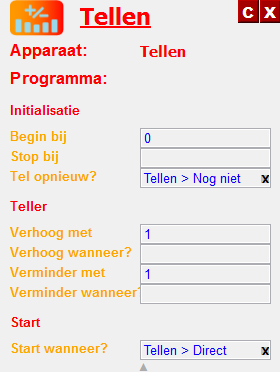 +/-
Tellen
C X
Apparaat: Tellen
Programma:
Initialisatie
Begin bij 0
Stop bij
Tel opnieuw? Tellen > Nog niet x
Teller
Verhoog met 1
Verhoog wanneer?
Verminder met 1
Verminder wanneer?
Start
Start wanneer? Tellen > Direct x